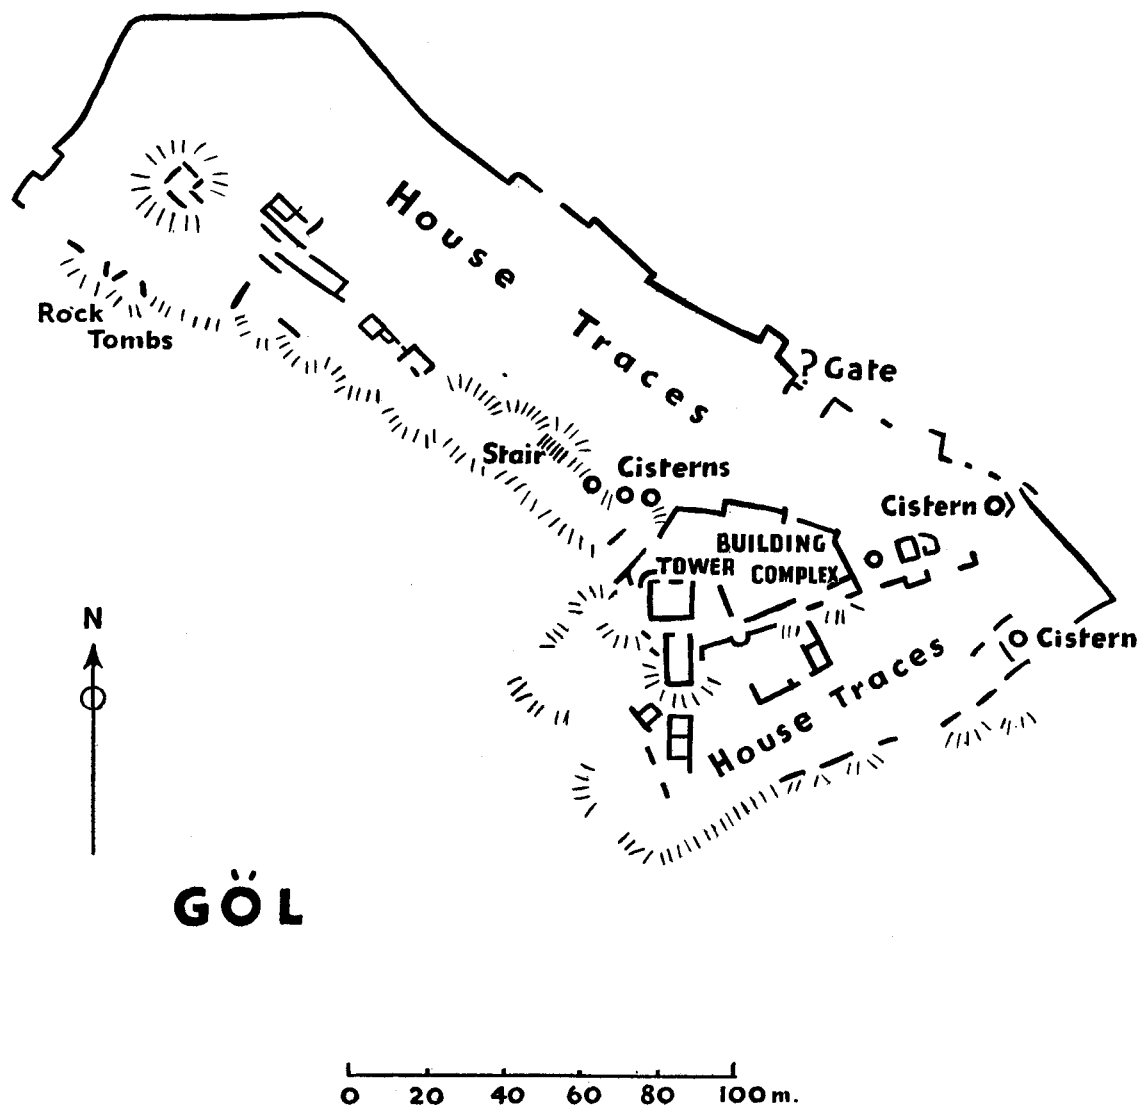 House
Traces
Rock
Tombs
? Gate
Stair
Cisterns
Cistern
BUILDING
COMPLEX
TOWER
Cistern
House Traces
N
GÖL
0 20 40 60 80 100 m.